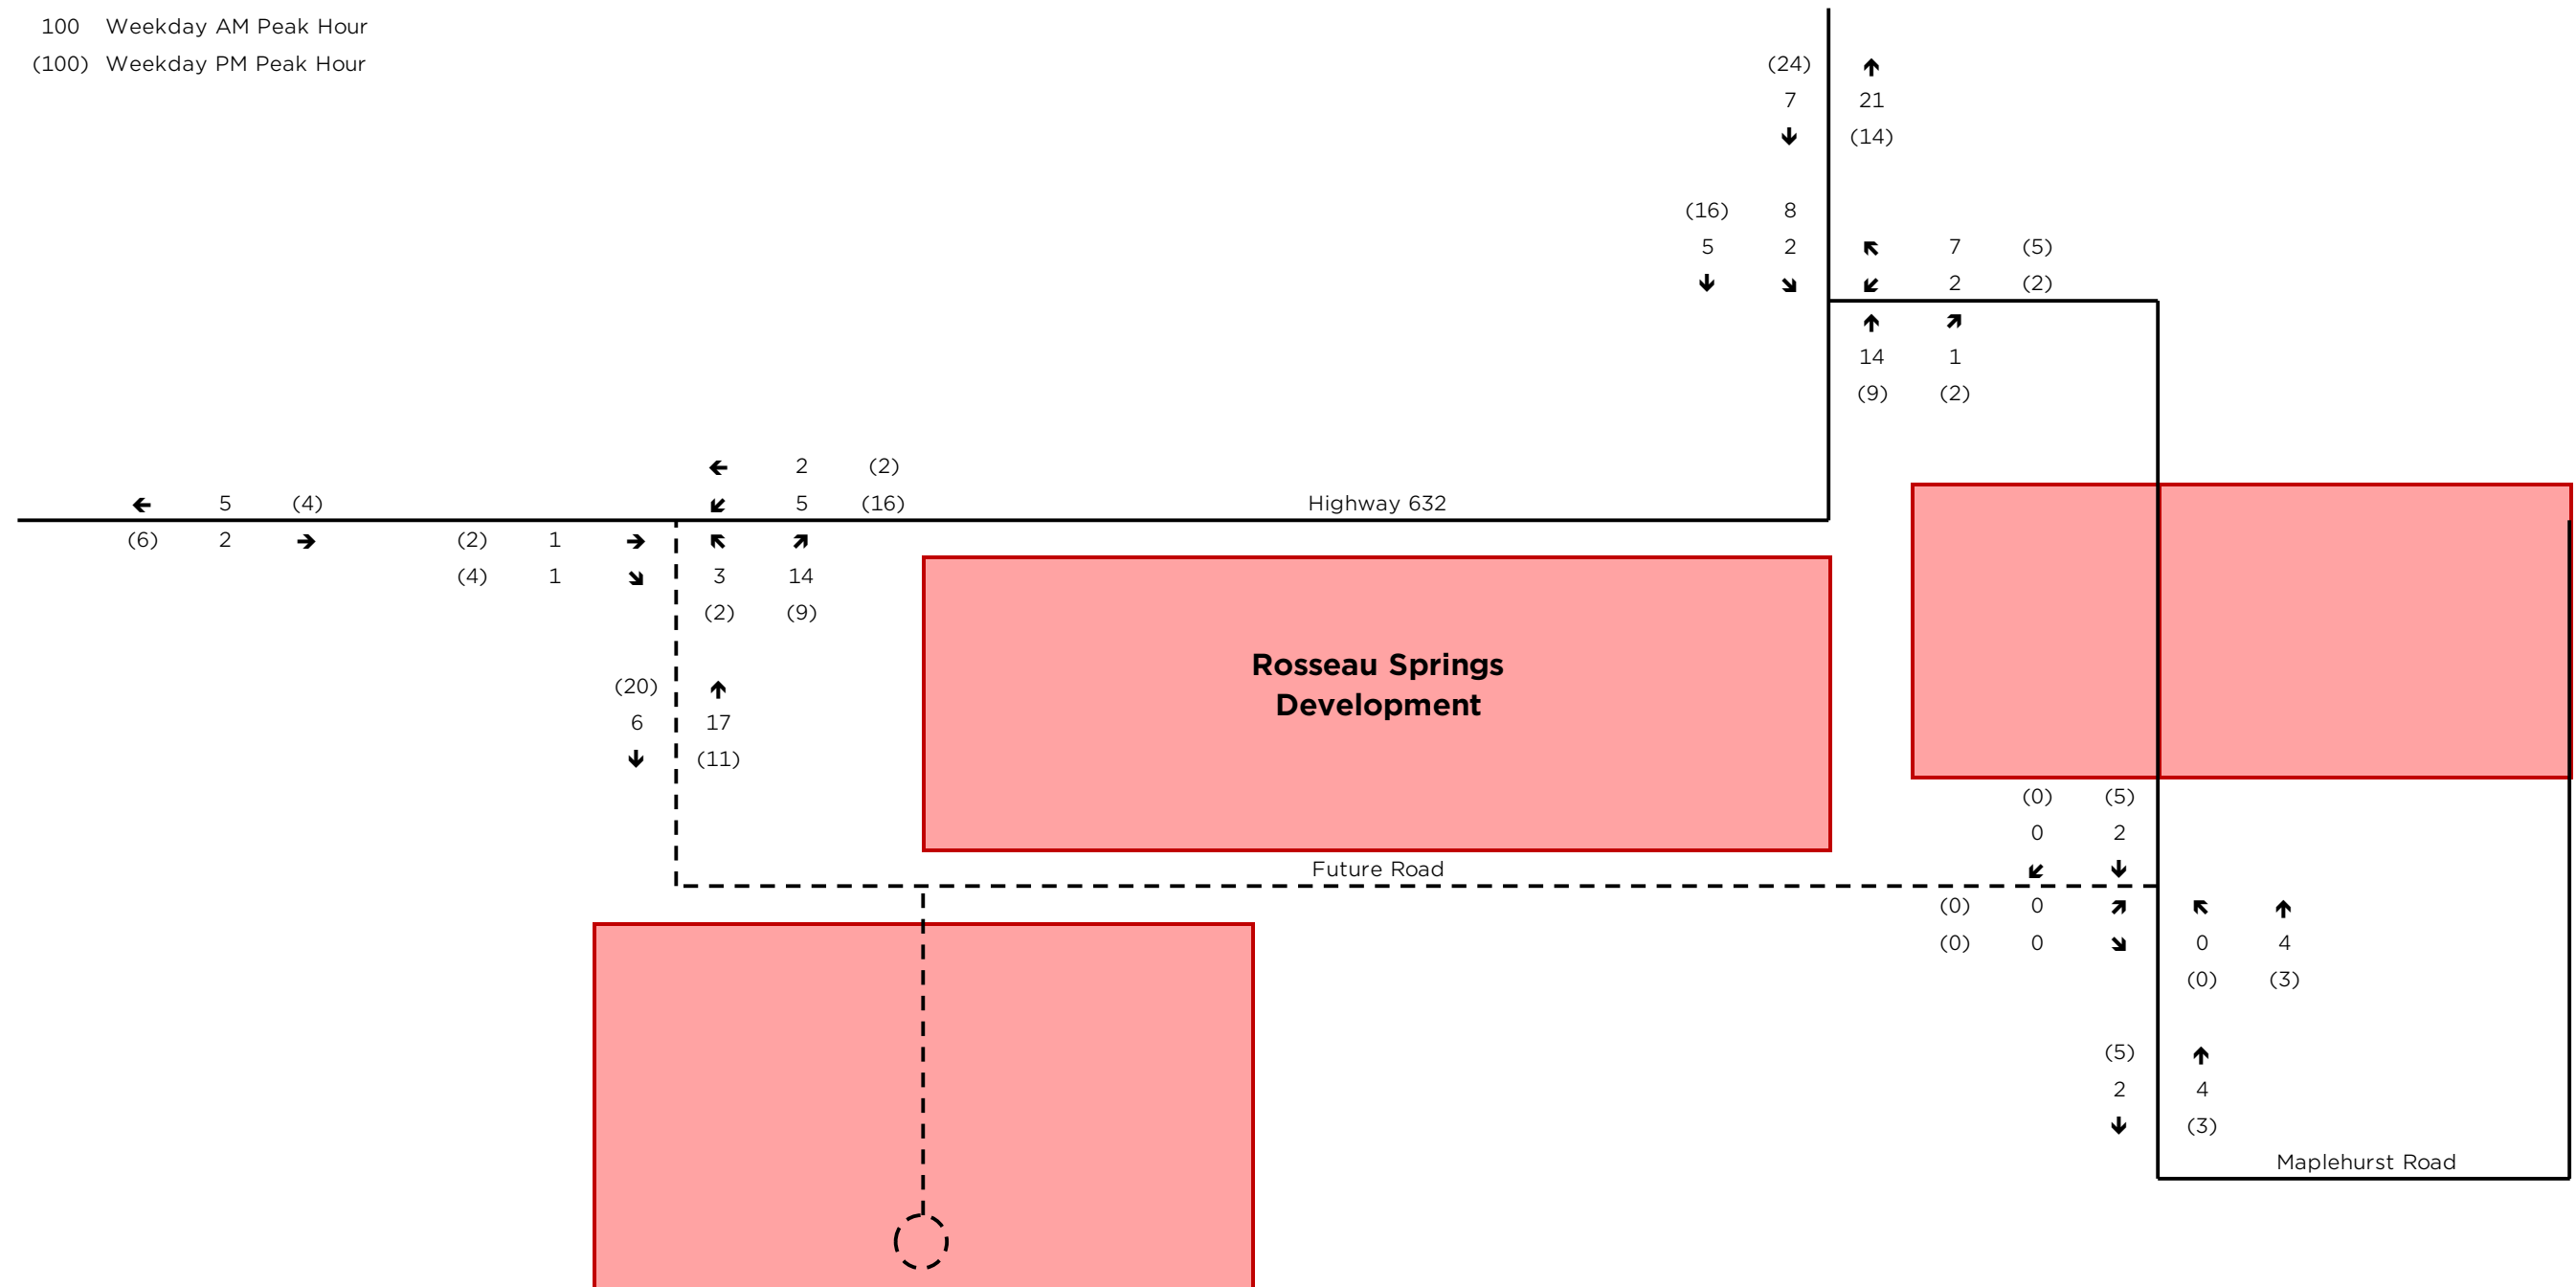 100 Weekday AM Peak Hour
(100) Weekday PM Peak Hour
(24)
7 21
(14)
(16) 8
5 2 7 (5)
2 (2)
14 1
(9) (2)
2 (2)
5 (4) 5 (16) Highway 632
(6) 2 (2) 1
(4) 1 3 14
(2) (9)
Rosseau Springs
Development
(20)
6 17
(11)
(0) (5)
0 2
Future Road
(0) 0
(0) 0 0 4
(0) (3)
(5)
2 4
(3)
Maplehurst Road